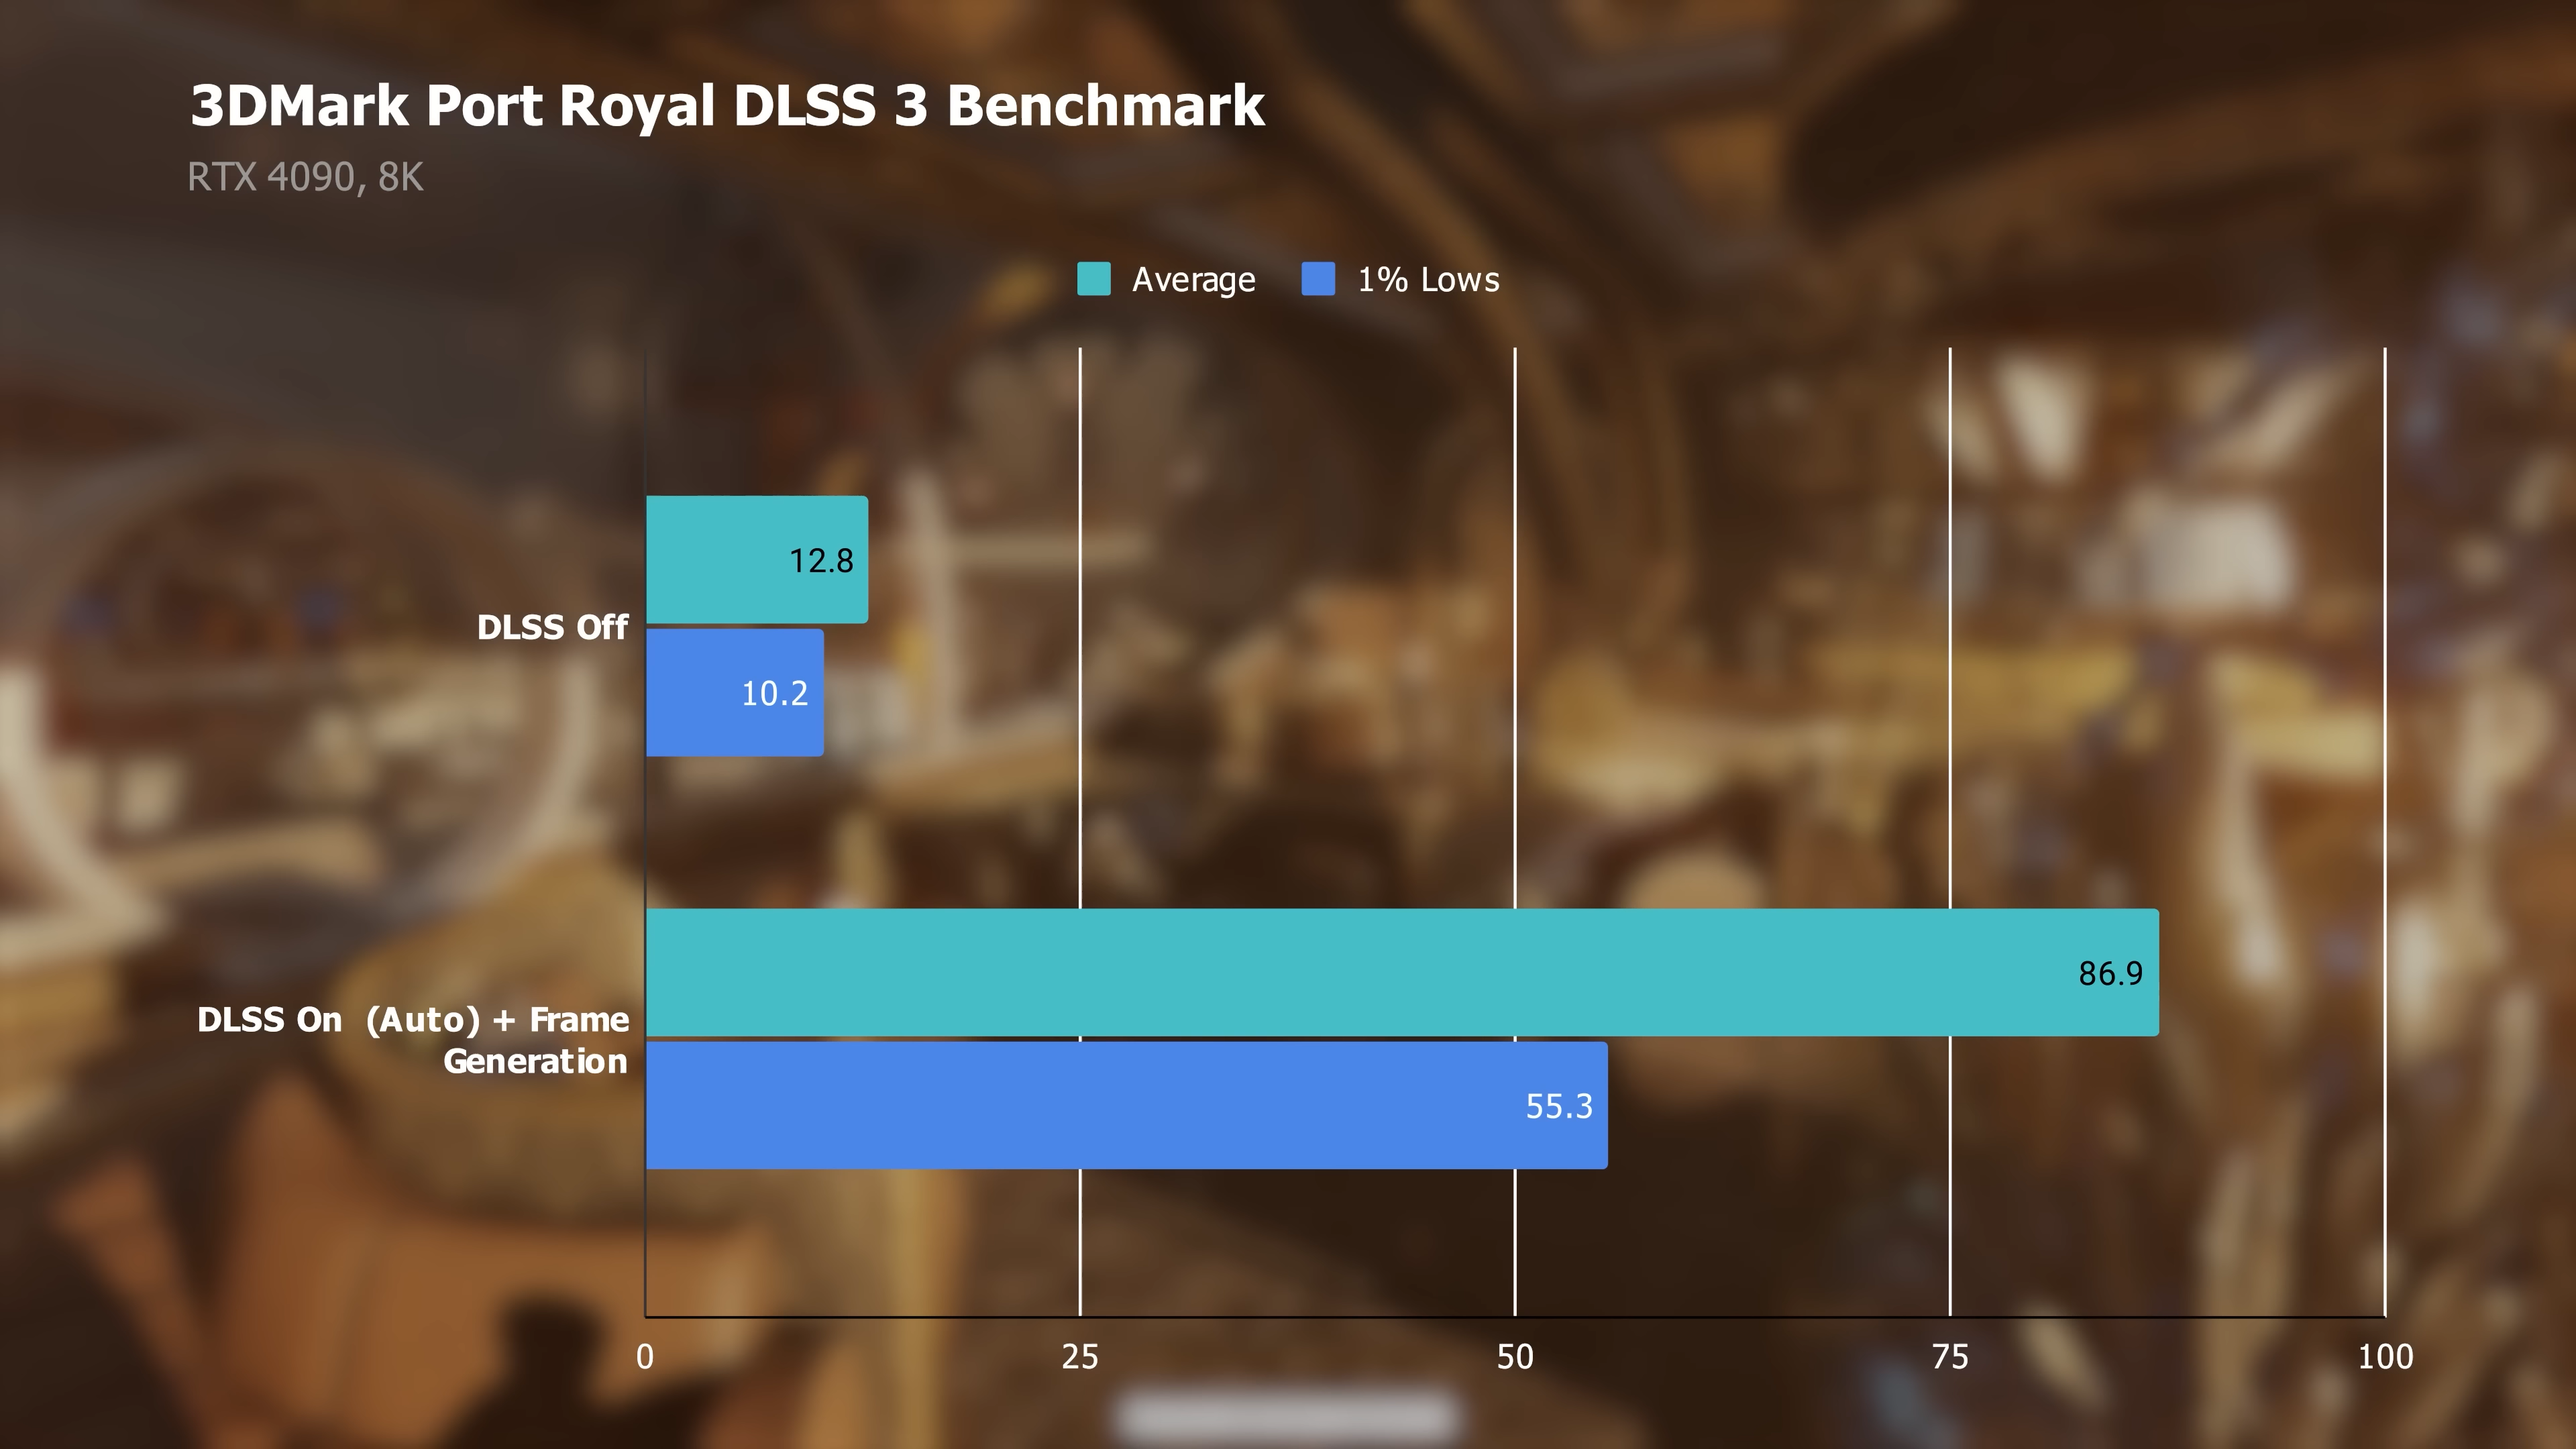 3DMark Port Royal DLSS 3 Benchmark
RTX 4090, 8K
Average 1% Lows
DLSS Off
12.8
10.2
DLSS On (Auto) + Frame
Generation
86.9
55.3
0 25 50 75 100